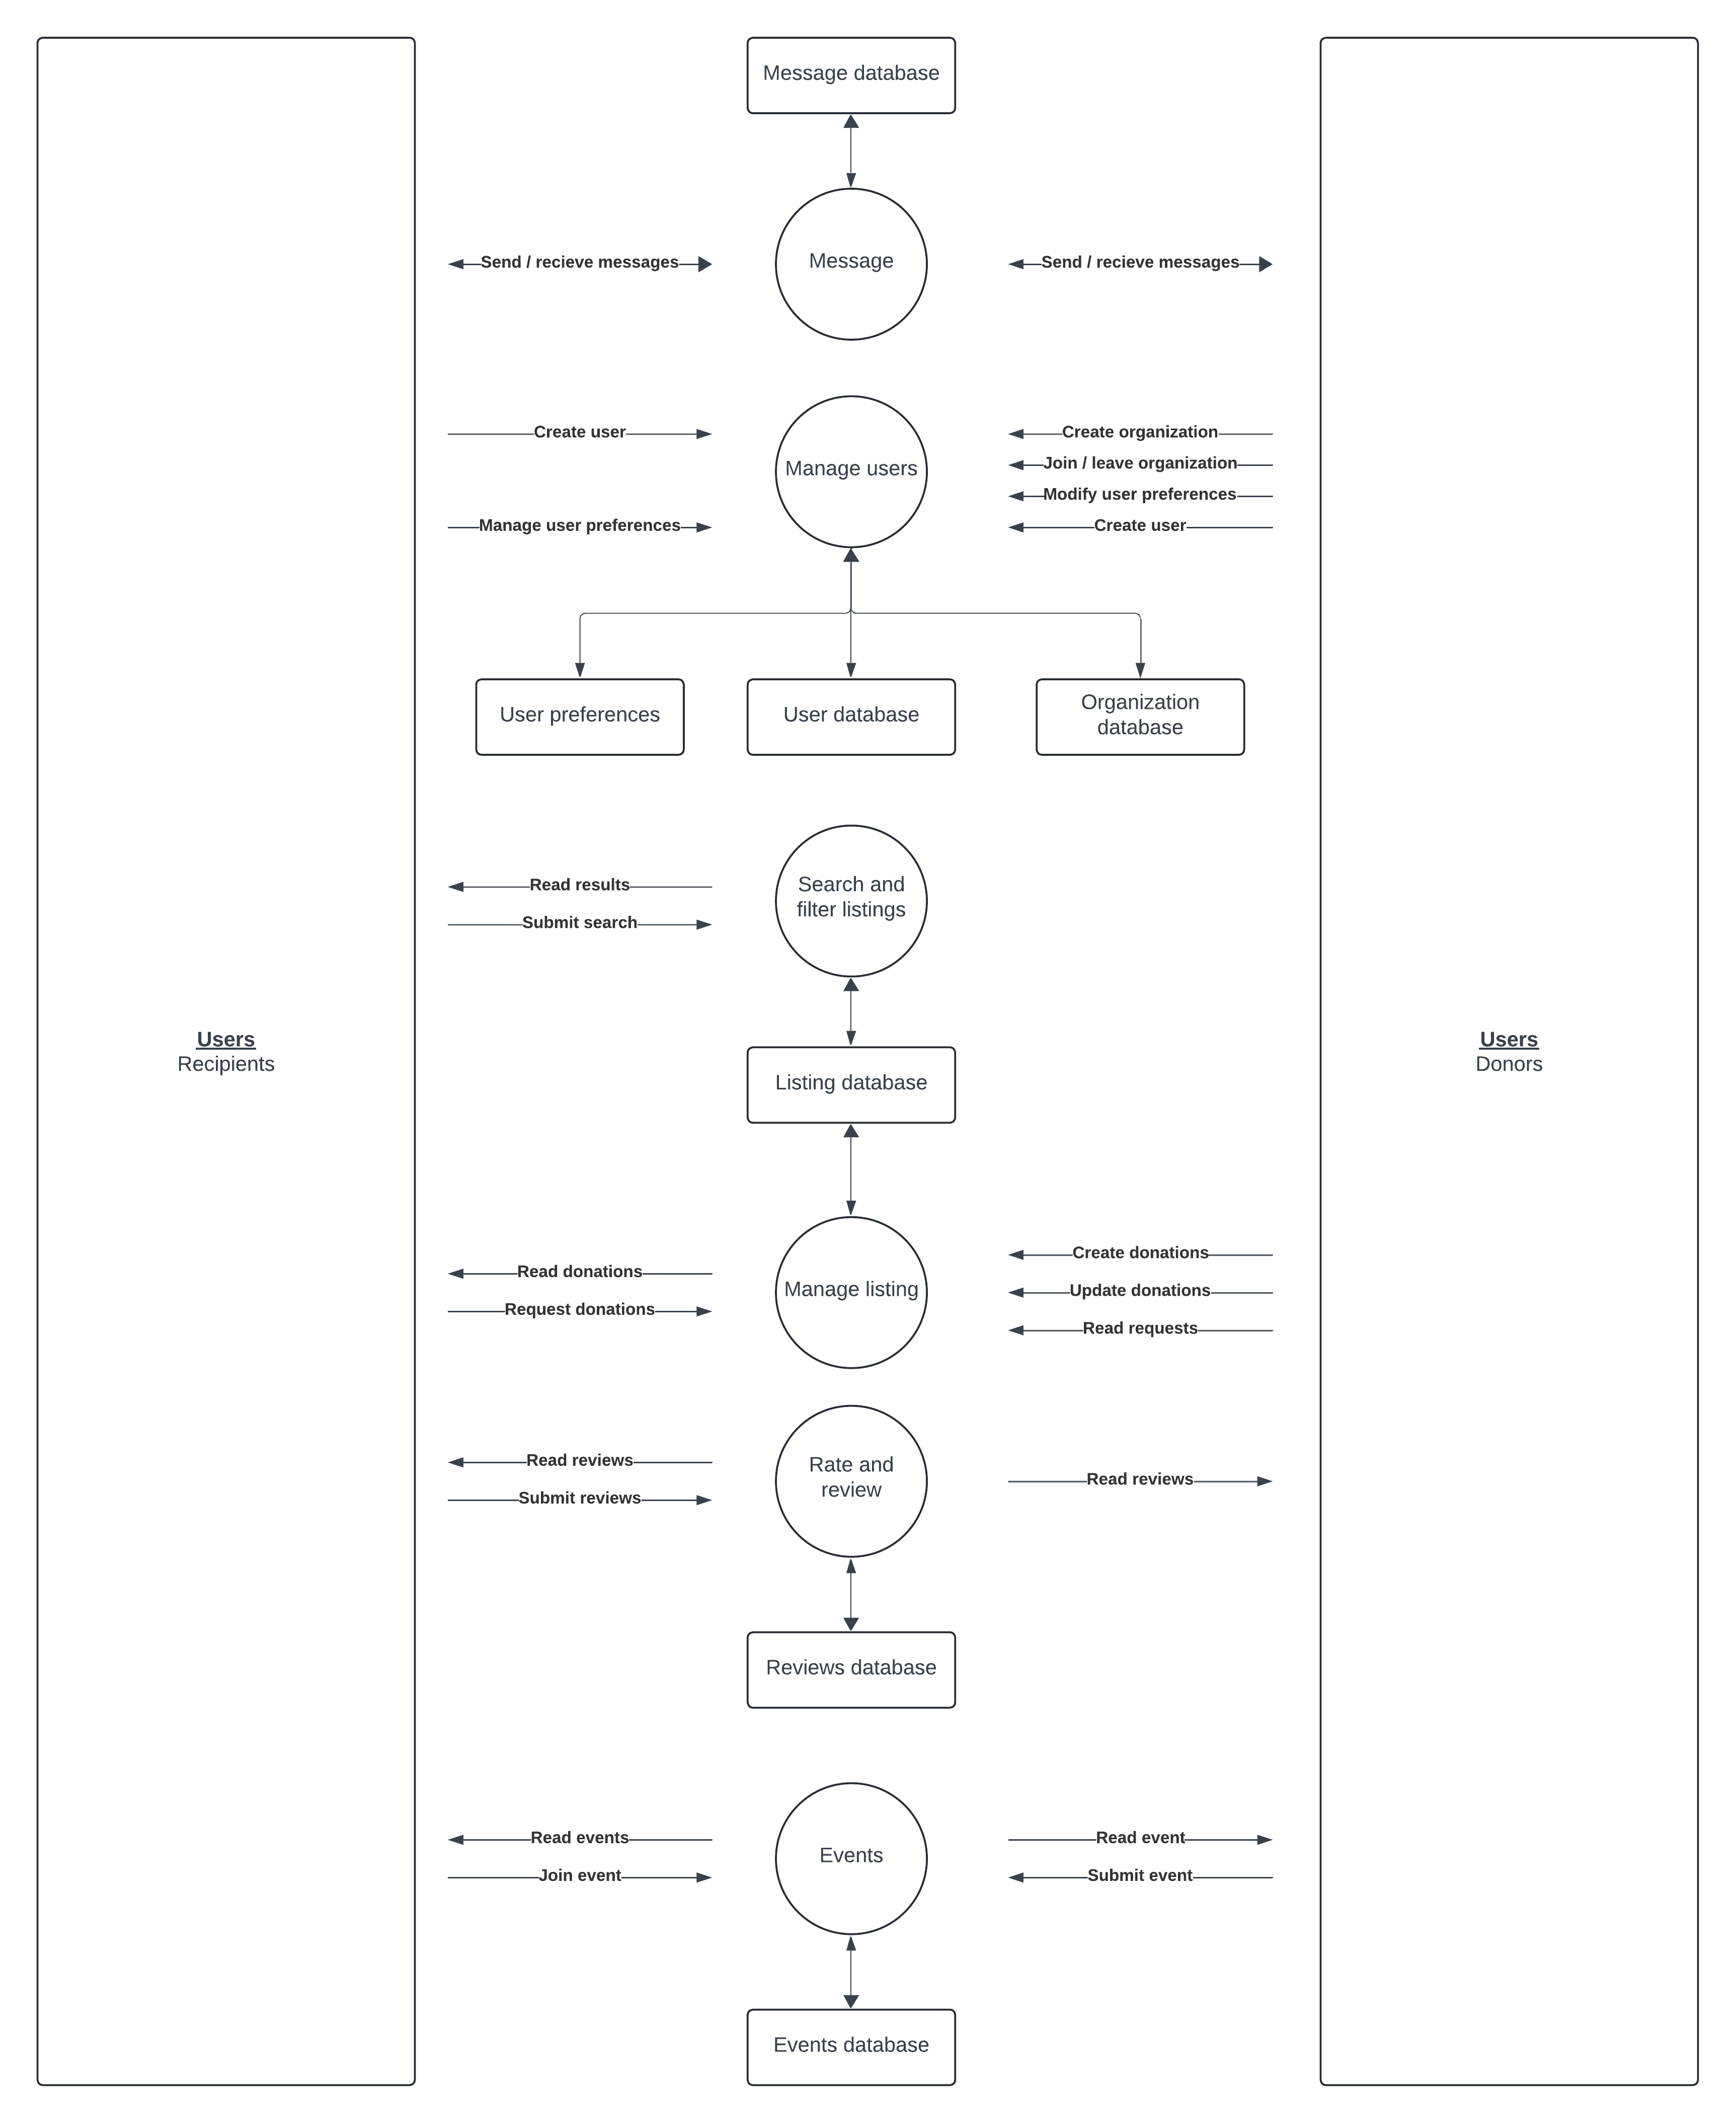 Message database
Message
Send / recieve messages
Send / recieve messages
Manage users
Create user
Manage user preferences
Create organization
Join / leave organization
Modify user preferences
Create user
User preferences
User database
Organization
database
Search and
filter listings
Read results
Submit search
Users
Recipients
Users
Donors
Listing database
Manage listing
Read donations
Request donations
Create donations
Update donations
Read requests
Rate and
review
Read reviews
Submit reviews
Read reviews
Reviews database
Events
Read events
Join event
Read event
Submit event
Events database